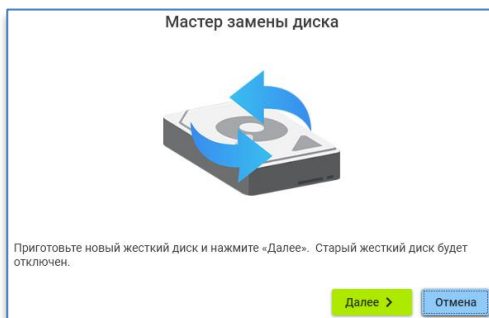 Мастер замены диска
Приготовьте новый жесткий диск и нажмите «Далее».  Старый жесткий диск будет
отключен.
Далее >
Отмена